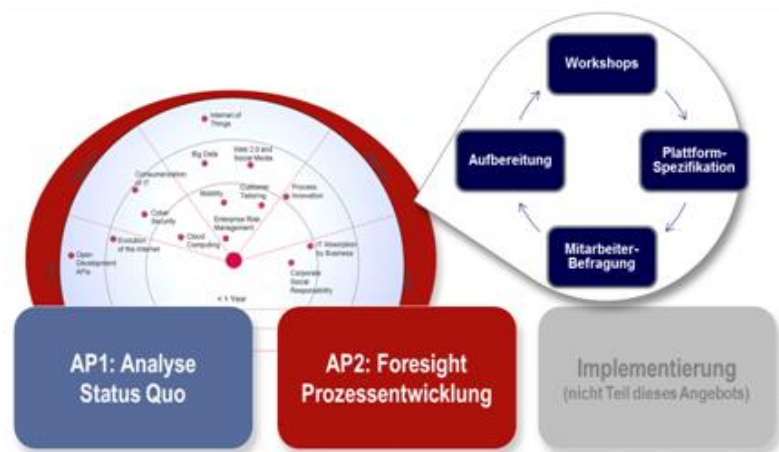 Workshops
Plattform-
Spezifikation
Mitarbeiter-
Befragung
Aufbereitung
Internet of
Things
Big Data
Web 2.0 and
Social Media
Consumerization
of IT
Mobility
Customer
Tailoring
Process
Innovation
Cyber
Security
Enterprise Risk
Management
Evolution
of the Internet
Cloud
Computing
IT Absorption
by Business
Open
Development
APIs
Corporate
Social
Responsibility
< 1 Year
AP1: Analyse
Status Quo
AP2: Foresight
Prozessentwicklung
Implementierung
(nicht Teil dieses Angebots)